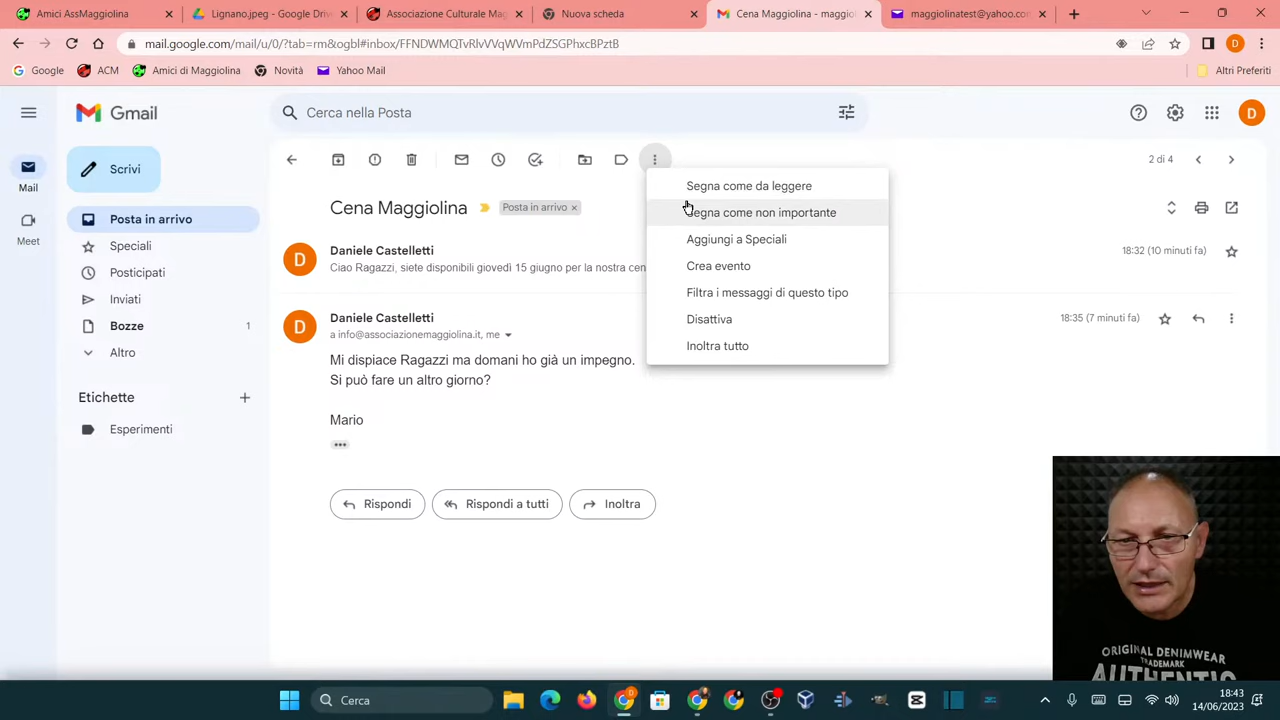 Amici AssMaggiolina
Lignano.jpeg - Google Driv
Associazione Culturale Mag
Nuova scheda
Cena Maggiolina - maggiol
maggiolinatest@yahoo.co
mail.google.com/mail/u/0/?tab=rm&ogbl#inbox/FFNDWMQTvRlvVVqWVmPdZSGPhxcBPztB
D
Google
ACM
Amici di Maggiolina
Novità
Yahoo Mail
Altri Preferiti
Gmail
Cerca nella Posta
D
Mail
Meet
Scrivi
Posta in arrivo
Speciali
Posticipati
Inviati
Bozze 1
Altro
Etichette
Esperimenti
2 di 4
Cena Maggiolina
Posta in arrivo
D
Daniele Castelletti
18:32 (10 minuti fa)
Ciao Ragazzi, siete disponibili giovedì 15 giugno per la nostra cen
D
Daniele Castelletti
18:35 (7 minuti fa)
a info@associazionemaggiolina.it, me
Mi dispiace Ragazzi ma domani ho già un impegno.
Si può fare un altro giorno?
Mario
Rispondi
Rispondi a tutti
Inoltra
Segna come da leggere
Segna come non importante
Aggiungi a Speciali
Crea evento
Filtra i messaggi di questo tipo
Disattiva
Inoltra tutto
ORIGINAL DENIMWEAR
TRADEMARK
AUTHENTIC
Cerca
18:43
14/06/2023